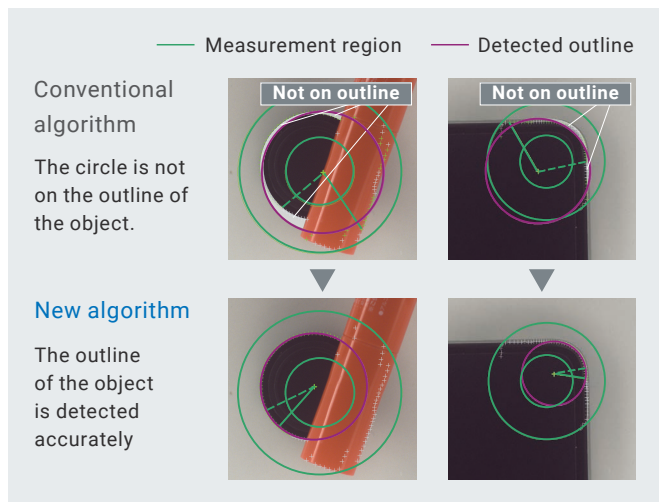 Measurement region
Detected outline
Conventional
algorithm
The circle is not
on the outline of
the object.
Not on outline
Not on outline
New algorithm
The outline
of the object
is detected
accurately